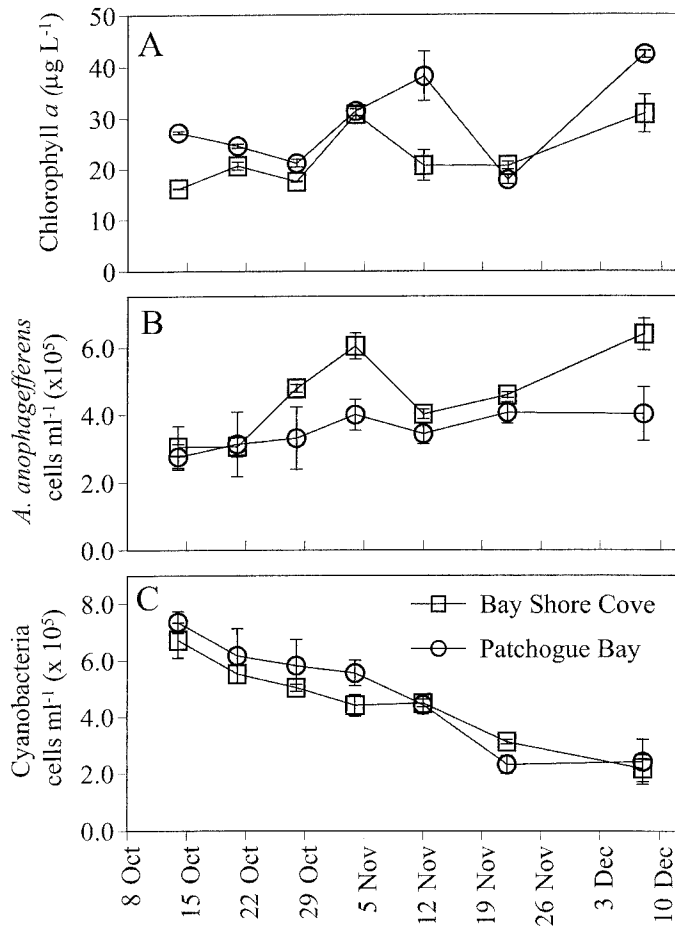 A
Chlorophyll a (µg L⁻¹)
50
40
30
20
10
0
B
A. anophagefferens
cells ml⁻¹ (x10⁵)
6.0
4.0
2.0
0.0
C
Cyanobacteria
cells ml⁻¹ (x 10⁵)
8.0
6.0
4.0
2.0
0.0
Bay Shore Cove
Patchogue Bay
8 Oct
15 Oct
22 Oct
29 Oct
5 Nov
12 Nov
19 Nov
26 Nov
3 Dec
10 Dec